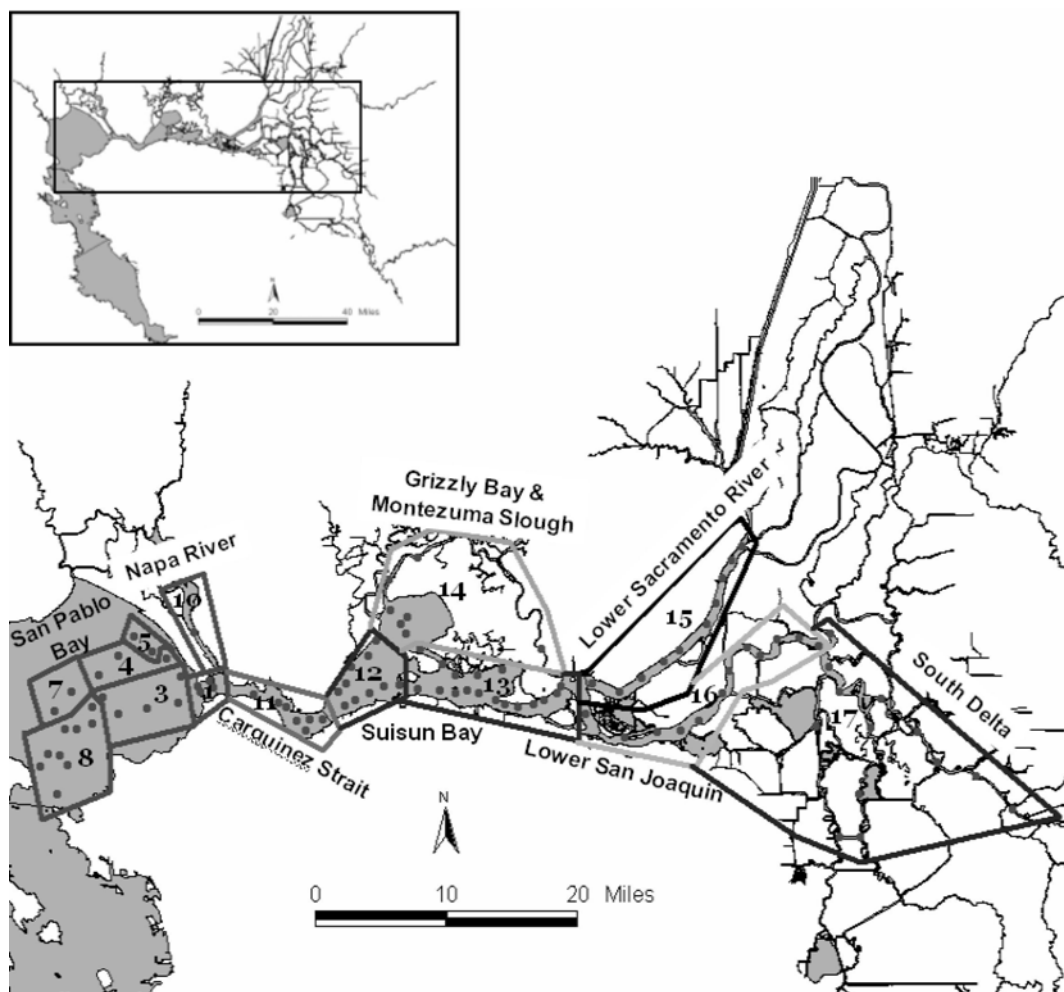 N
0 20 40 Miles
Grizzly Bay &
Montezuma Slough
Napa River
San Pablo
Bay
Lower Sacramento River
10
14
15
5
4
7
3
1
11
12
13
16
17
8
South Delta
Carquinez Strait
Suisun Bay
Lower San Joaquin
N
0 10 20 Miles